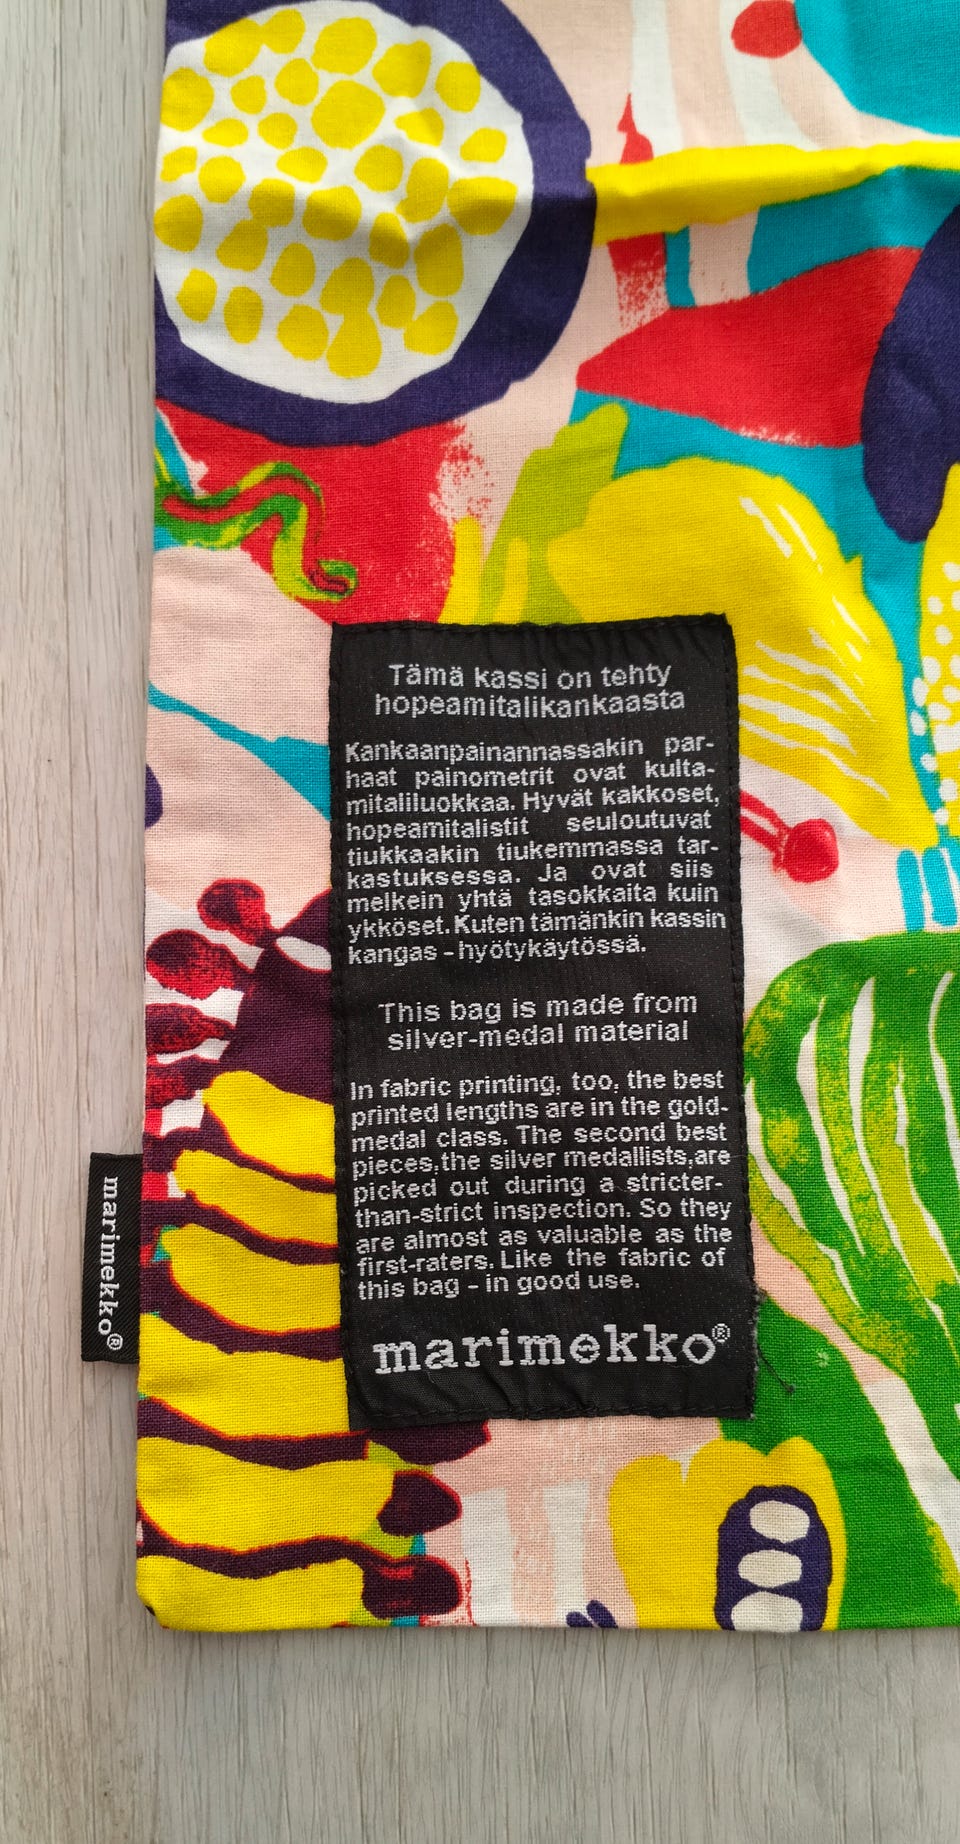 Tämä kassi on tehty
hopeamitalikankaasta
Kankaanpainannassakin par-
haat painometrit ovat kulta-
mitaliluokkaa. Hyvät kakkoset,
hopeamitalistit seuloutuvat
tiukkaakin tiukemmassa tar-
kastuksessa. Ja ovat siis
melkein yhtä tasokkaita kuin
ykköset. Kuten tämänkin kassin
kangas - hyötykäytössä.
This bag is made from
silver-medal material
In fabric printing, too, the best
printed lengths are in the gold-
medal class. The second best
pieces, the silver medallists, are
picked out during a stricter-
than-strict inspection. So they
are almost as valuable as the
first-raters. Like the fabric of
this bag - in good use.
marimekko®
marimekko®